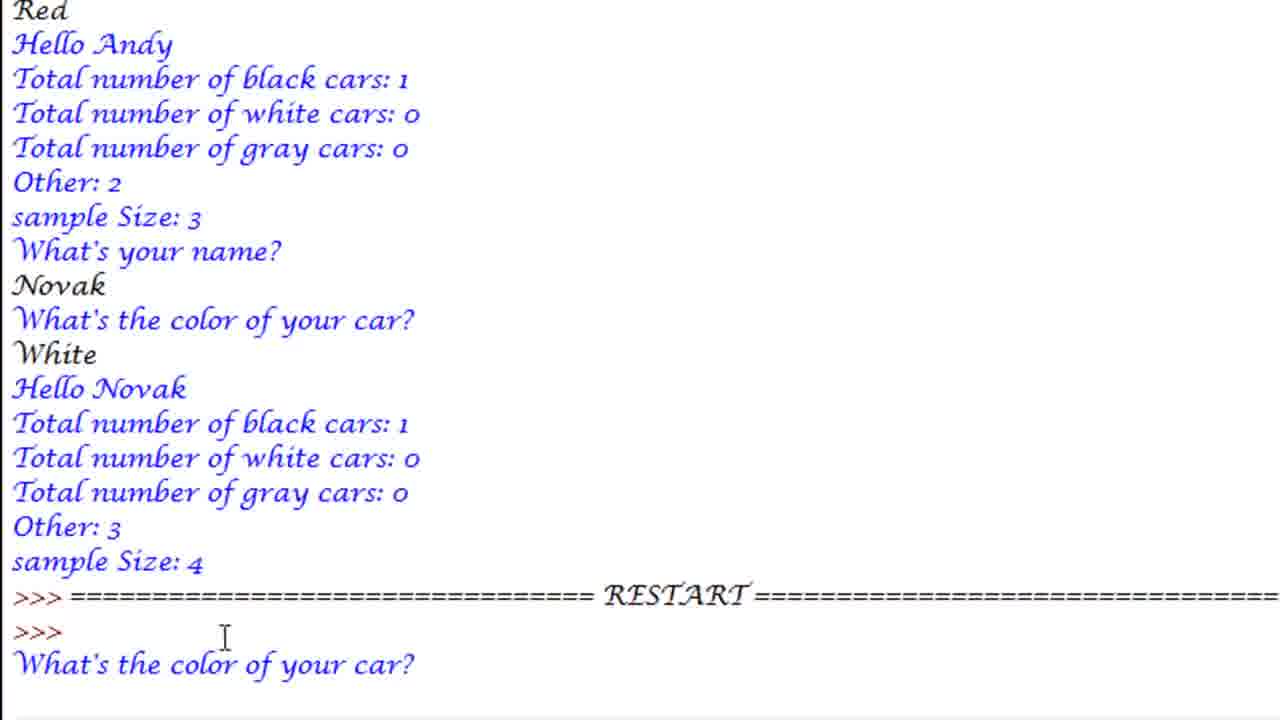 Red
Hello Andy
Total number of black cars: 1
Total number of white cars: 0
Total number of gray cars: 0
Other: 2
sample Size: 3
What's your name?
Novak
What's the color of your car?
White
Hello Novak
Total number of black cars: 1
Total number of white cars: 0
Total number of gray cars: 0
Other: 3
sample Size: 4
>>> ================================ RESTART ================================
>>>
What's the color of your car?